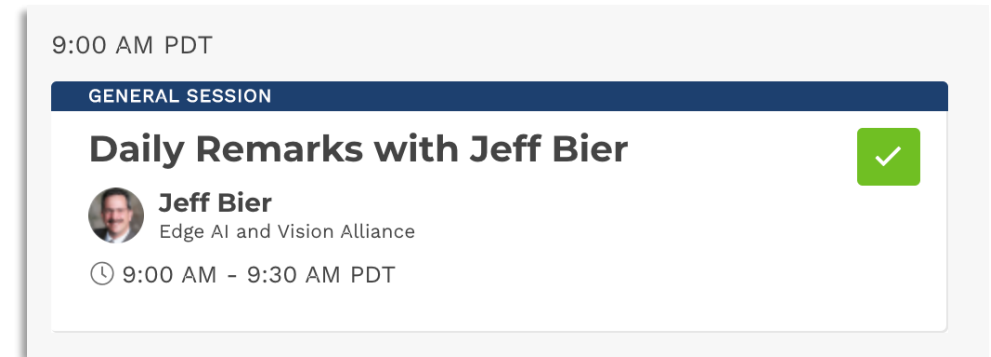 9:00 AM PDT
GENERAL SESSION
Daily Remarks with Jeff Bier
Jeff Bier
Edge AI and Vision Alliance
9:00 AM - 9:30 AM PDT